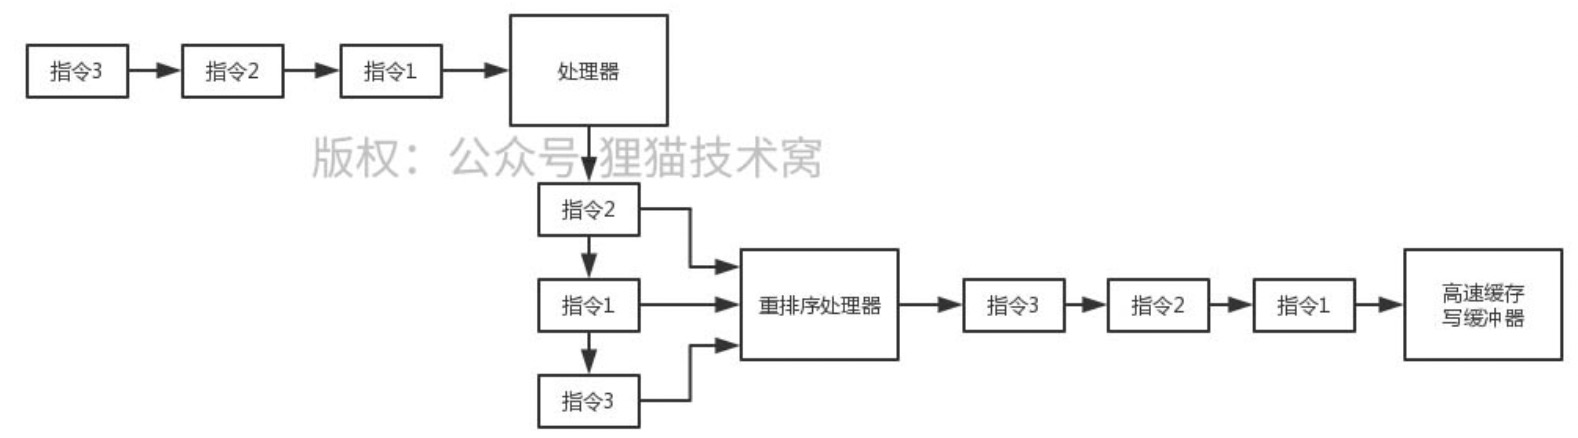 指令3
指令2
指令1
处理器
版权：公众号 狸猫技术窝
指令2
指令1
指令3
重排序处理器
指令3
指令2
指令1
高速缓存
写缓冲器